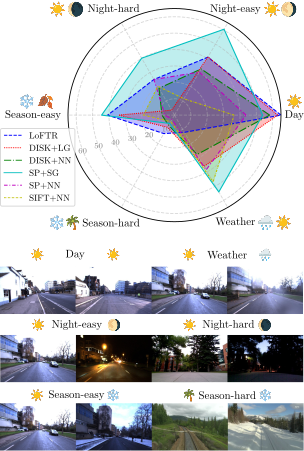 Night-hard
Night-easy
Season-easy
Day
LoFTR
DISK+LG
DISK+NN
SP+SG
SP+NN
SIFT+NN
60
50
40
30
20
Season-hard
Weather
Day
Weather
Night-easy
Night-hard
Season-easy
Season-hard